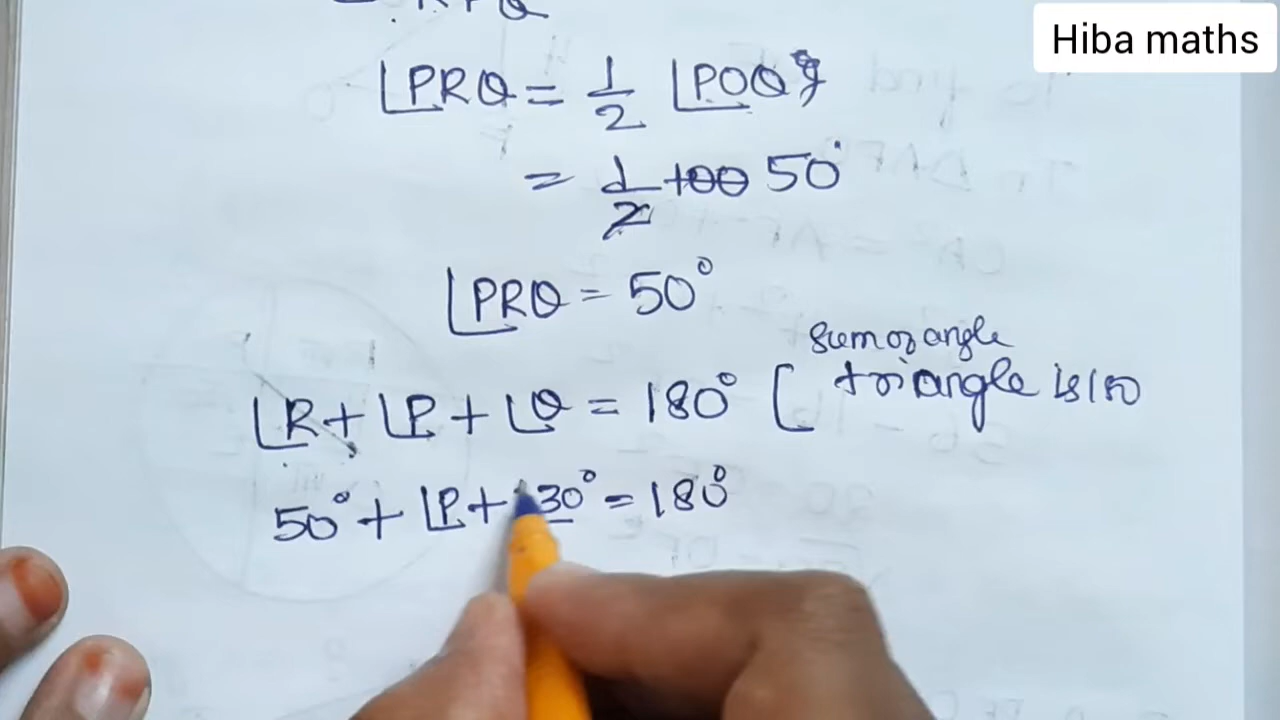 Hiba maths
∠PRQ = 1/2 ∠POQ
= 1/2 100 50°
∠PRQ = 50°
sum of angle
∠R + ∠P + ∠Q = 180° [ triangle is 180
50° + ∠P + 30° = 180°